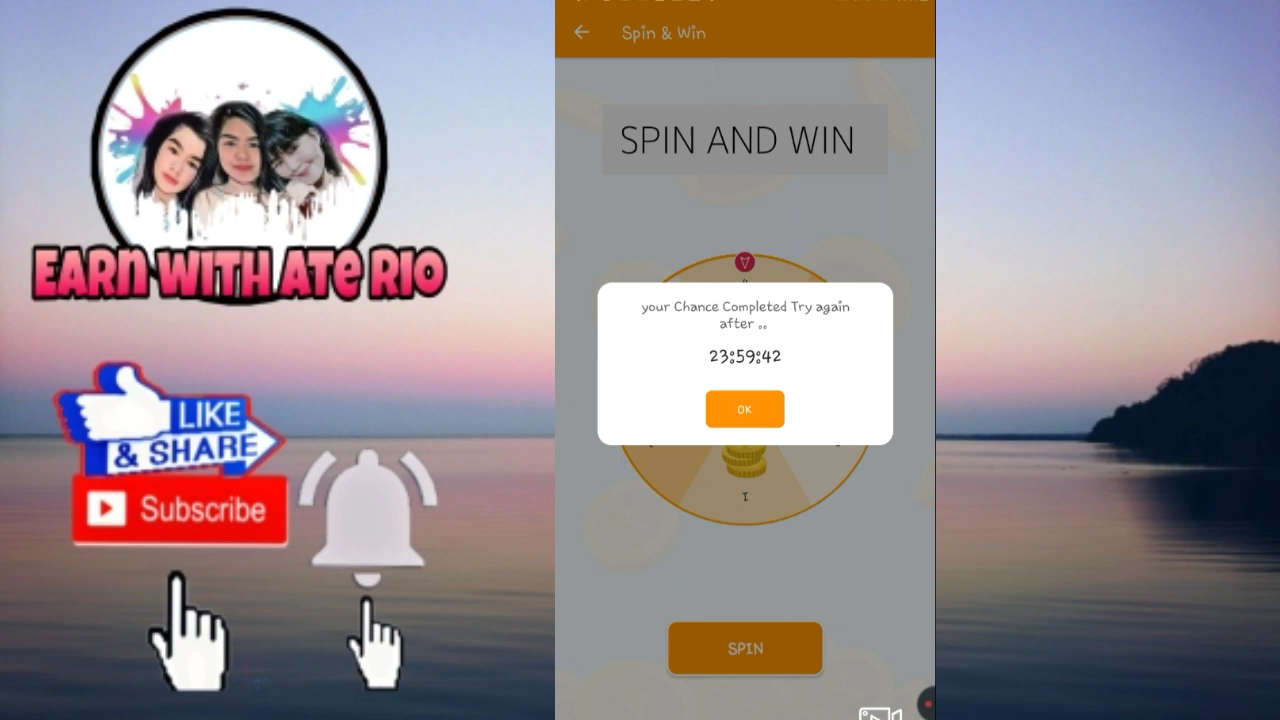 EARN WITH ATE RIO
LIKE
& SHARE
Subscribe
Spin & Win
SPIN AND WIN
your Chance Completed Try again
after ..
23:59:42
OK
1
SPIN